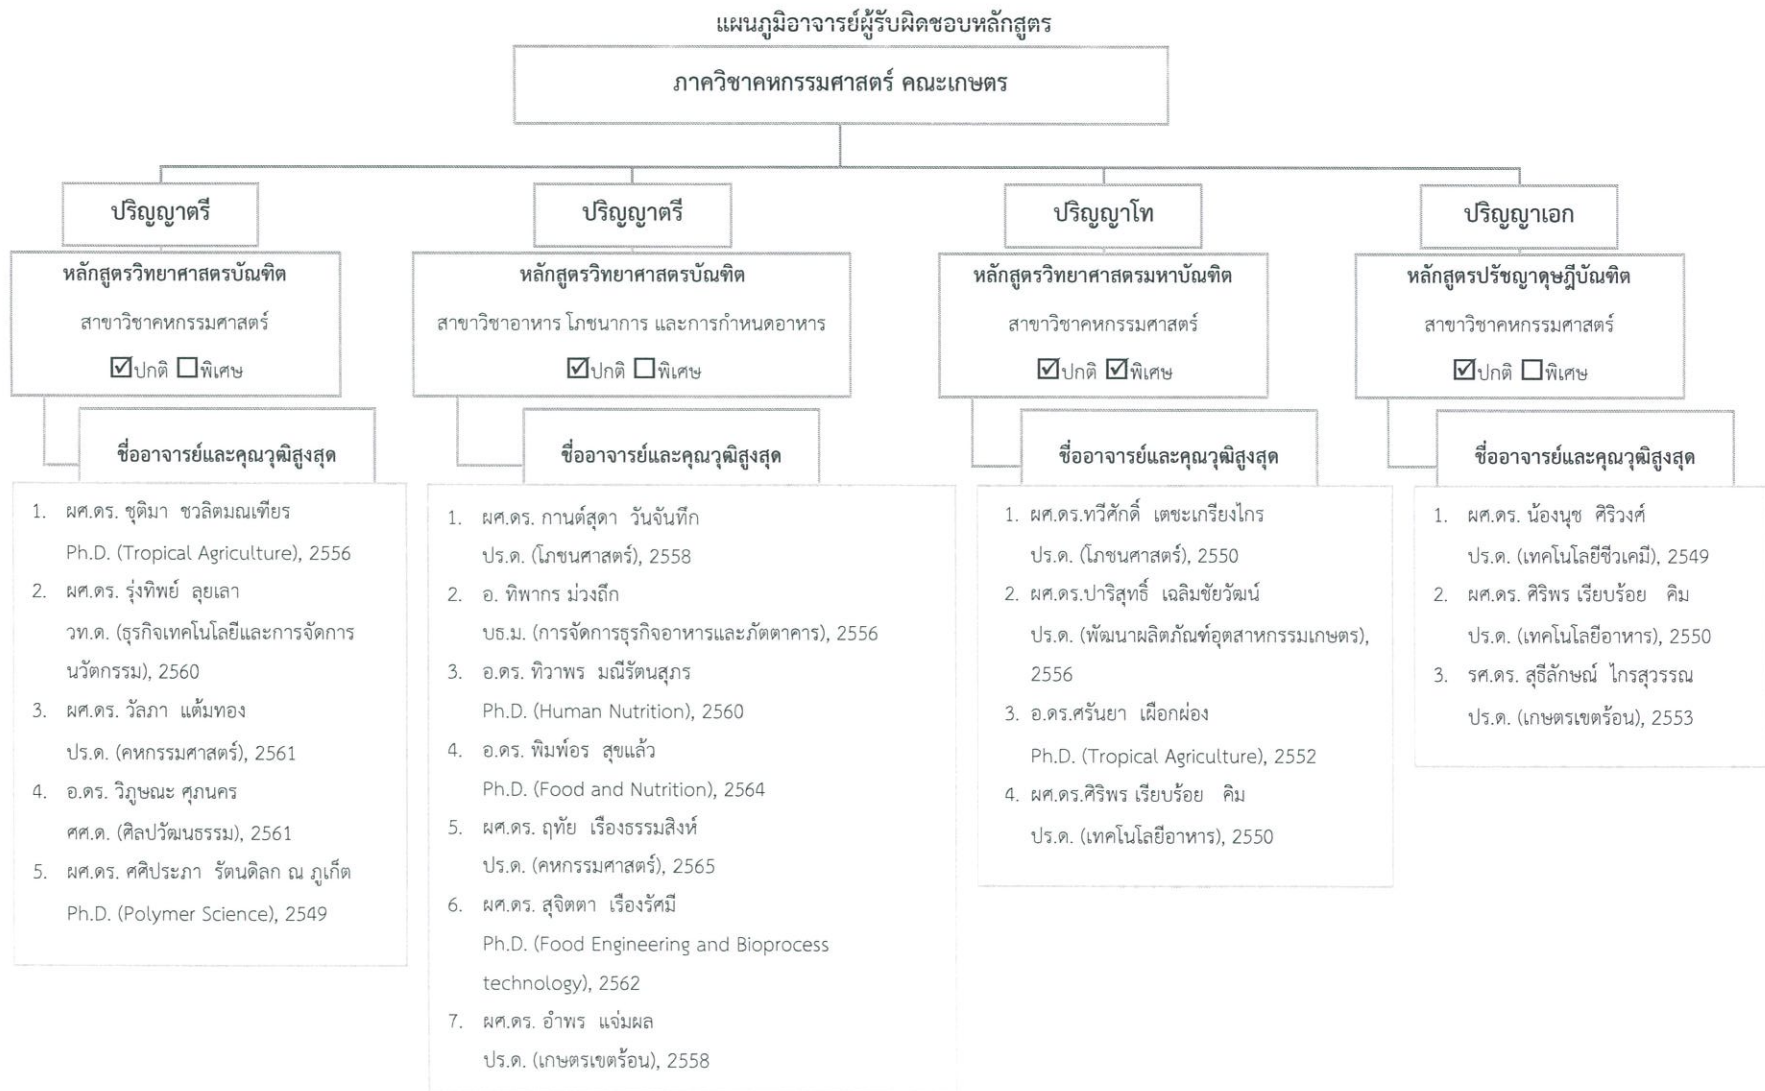 แผนภูมิอาจารย์ผู้รับผิดชอบหลักสูตร
ภาควิชาคหกรรมศาสตร์ คณะเกษตร
ปริญญาตรี
หลักสูตรวิทยาศาสตรบัณฑิต
สาขาวิชาคหกรรมศาสตร์
☑ปกติ ☐พิเศษ
ชื่ออาจารย์และคุณวุฒิสูงสุด
1. ผศ.ดร. ชุติมา ชวลิตมณเฑียร
Ph.D. (Tropical Agriculture), 2556
2. ผศ.ดร. รุ่งทิพย์ ลุยเลา
วท.ด. (ธุรกิจเทคโนโลยีและการจัดการ
นวัตกรรม), 2560
3. ผศ.ดร. วัลภา แต้มทอง
ปร.ด. (คหกรรมศาสตร์), 2561
4. อ.ดร. วิภูษณะ ศุภนคร
ศศ.ด. (ศิลปวัฒนธรรม), 2561
5. ผศ.ดร. ศศิประภา รัตนดิลก ณ ภูเก็ต
Ph.D. (Polymer Science), 2549
ปริญญาตรี
หลักสูตรวิทยาศาสตรบัณฑิต
สาขาวิชาอาหาร โภชนาการ และการกำหนดอาหาร
☑ปกติ ☐พิเศษ
ชื่ออาจารย์และคุณวุฒิสูงสุด
1. ผศ.ดร. กานต์สุดา วันจันทึก
ปร.ด. (โภชนศาสตร์), 2558
2. อ. ทิพากร ม่วงถึก
บธ.ม. (การจัดการธุรกิจอาหารและภัตตาคาร), 2556
3. อ.ดร. ทิวาพร มณีรัตนสุภร
Ph.D. (Human Nutrition), 2560
4. อ.ดร. พิมพ์อร สุขแล้ว
Ph.D. (Food and Nutrition), 2564
5. ผศ.ดร. ฤทัย เรืองธรรมสิงห์
ปร.ด. (คหกรรมศาสตร์), 2565
6. ผศ.ดร. สุจิตตา เรืองรัศมี
Ph.D. (Food Engineering and Bioprocess
technology), 2562
7. ผศ.ดร. อำพร แจ่มผล
ปร.ด. (เกษตรเขตร้อน), 2558
ปริญญาโท
หลักสูตรวิทยาศาสตรมหาบัณฑิต
สาขาวิชาคหกรรมศาสตร์
☑ปกติ ☑พิเศษ
ชื่ออาจารย์และคุณวุฒิสูงสุด
1. ผศ.ดร.ทวีศักดิ์ เตชะเกรียงไกร
ปร.ด. (โภชนศาสตร์), 2550
2. ผศ.ดร.ปาริสุทธิ์ เฉลิมชัยวัฒน์
ปร.ด. (พัฒนาผลิตภัณฑ์อุตสาหกรรมเกษตร),
2556
3. อ.ดร.ศรันยา เผือกผ่อง
Ph.D. (Tropical Agriculture), 2552
4. ผศ.ดร.ศิริพร เรียบร้อย คิม
ปร.ด. (เทคโนโลยีอาหาร), 2550
ปริญญาเอก
หลักสูตรปรัชญาดุษฎีบัณฑิต
สาขาวิชาคหกรรมศาสตร์
☑ปกติ ☐พิเศษ
ชื่ออาจารย์และคุณวุฒิสูงสุด
1. ผศ.ดร. น้องนุช ศิริวงศ์
ปร.ด. (เทคโนโลยีชีวเคมี), 2549
2. ผศ.ดร. ศิริพร เรียบร้อย คิม
ปร.ด. (เทคโนโลยีอาหาร), 2550
3. รศ.ดร. สุธีลักษณ์ ไกรสุวรรณ
ปร.ด. (เกษตรเขตร้อน), 2553